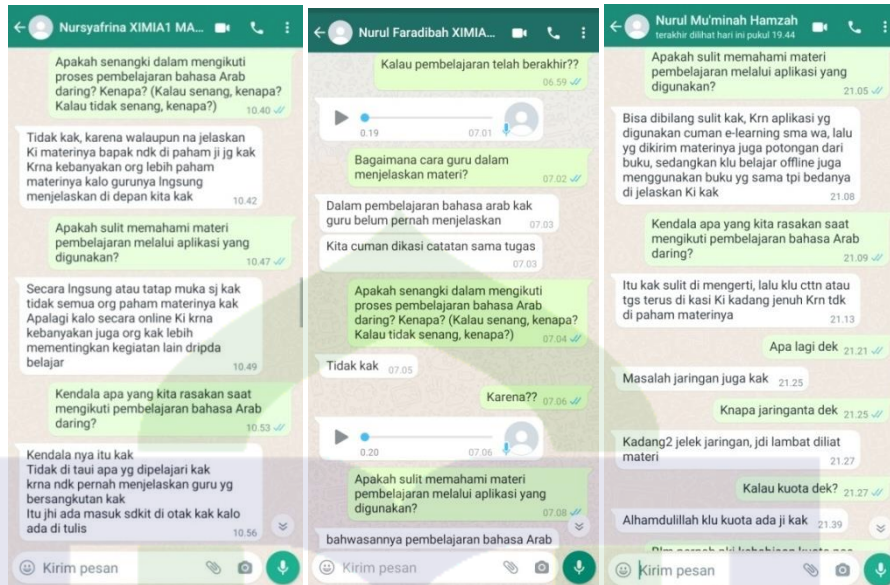 Nursyafrina XIMIA1 MA...
Apakah senangki dalam mengikuti
proses pembelajaran bahasa Arab
daring? Kenapa? (Kalau senang, kenapa?
Kalau tidak senang, kenapa?)
10.40
Tidak kak, karena walaupun na jelaskan
Ki materinya bapak ndk di paham ji jg kak
Krna kebanyakan org lebih paham
materinya kalo gurunya lngsung
menjelaskan di depan kita kak
10.42
Apakah sulit memahami materi
pembelajaran melalui aplikasi yang
digunakan?
10.47
Secara lngsung atau tatap muka sj kak
tidak semua org paham materinya kak
Apalagi kalo secara online Ki krna
kebanyakan juga org kak lebih
mementingkan kegiatan lain dripda
belajar
10.49
Kendala apa yang kita rasakan saat
mengikuti pembelajaran bahasa Arab
daring?
10.53
Kendala nya itu kak
Tidak di taui apa yg dipelajari kak
krna ndk pernah menjelaskan guru yg
bersangkutan kak
Itu jhi ada masuk sdkit di otak kak kalo
ada di tulis
10.56
Kirim pesan
Nurul Faradibah XIMIA...
Kalau pembelajaran telah berakhir??
06.59
0.19
07.01
Bagaimana cara guru dalam
menjelaskan materi?
07.02
Dalam pembelajaran bahasa arab kak
guru belum pernah menjelaskan
07.03
Kita cuman dikasi catatan sama tugas
07.03
Apakah senangki dalam mengikuti
proses pembelajaran bahasa Arab
daring? Kenapa? (Kalau senang, kenapa?
Kalau tidak senang, kenapa?)
07.04
Tidak kak
07.05
Karena??
07.06
0.20
07.06
Apakah sulit memahami materi
pembelajaran melalui aplikasi yang
digunakan?
07.08
bahwasannya pembelajaran bahasa Arab
Kirim pesan
Nurul Mu'minah Hamzah
terakhir dilihat hari ini pukul 19.44
Apakah sulit memahami materi
pembelajaran melalui aplikasi yang
digunakan?
21.05
Bisa dibilang sulit kak, Krn aplikasi yg
digunakan cuman e-learning sma wa, lalu
yg dikirim materinya juga potongan dari
buku, sedangkan klu belajar offline juga
menggunakan buku yg sama tpi bedanya
di jelaskan Ki kak
21.08
Kendala apa yang kita rasakan saat
mengikuti pembelajaran bahasa Arab
daring?
21.09
Itu kak sulit di mengerti, lalu klu cttn atau
tgs terus di kasi Ki kadang jenuh Krn tdk
di paham materinya
21.13
Apa lagi dek
21.21
Masalah jaringan juga kak
21.25
Knapa jaringanta dek
21.25
Kadang2 jelek jaringan, jdi lambat diliat
materi
21.27
Kalau kuota dek?
21.27
Alhamdulillah klu kuota ada ji kak
21.39
Kirim pesan